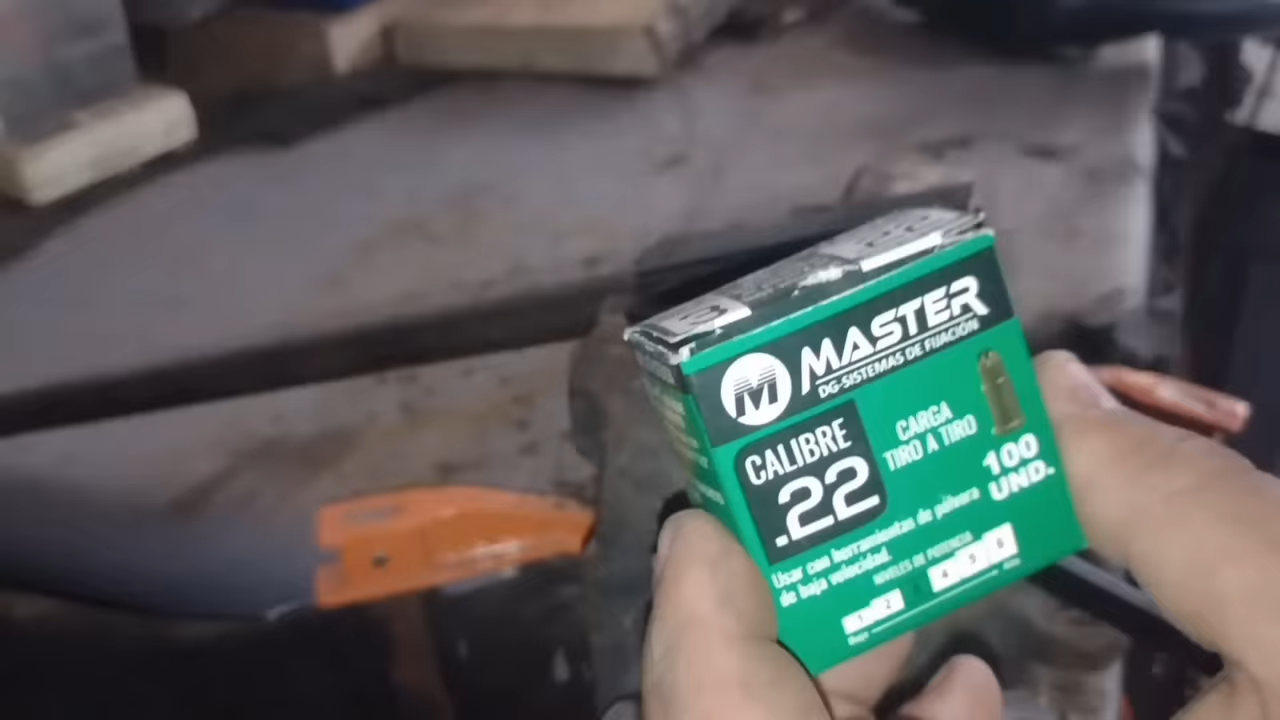 M MASTER
DG-SISTEMAS DE FIJACIÓN
CALIBRE
.22
CARGA
TIRO A TIRO
100
UND.
Usar con herramientas de pólvora
de baja velocidad.
NIVELES DE POTENCIA
2 4 5 6
Bajo